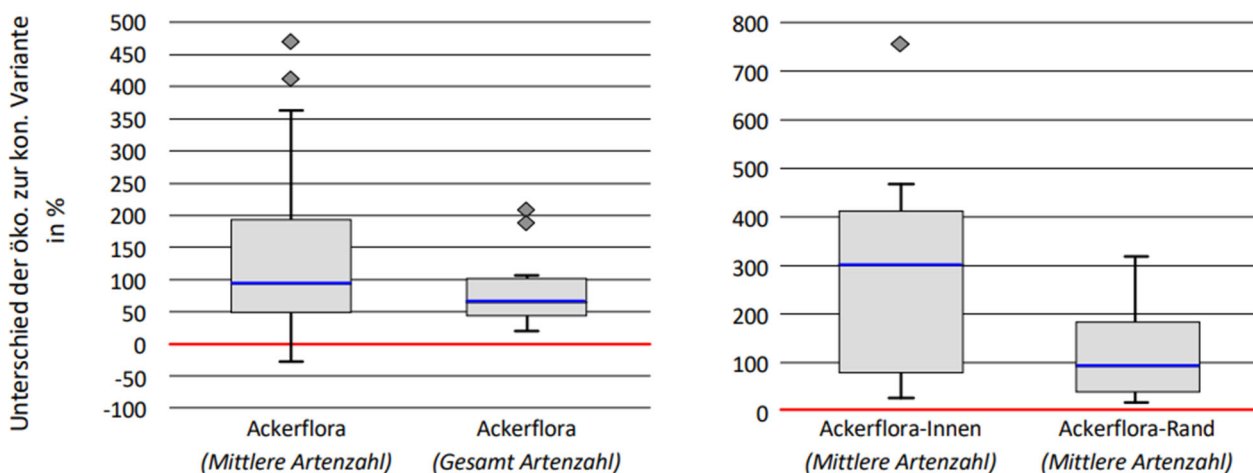 Unterschied der öko. zur kon. Variante
in %
500
450
400
350
300
250
200
150
100
50
0
-50
-100
Ackerflora
(Mittlere Artenzahl)
Ackerflora
(Gesamt Artenzahl)
800
700
600
500
400
300
200
100
0
Ackerflora-Innen
(Mittlere Artenzahl)
Ackerflora-Rand
(Mittlere Artenzahl)